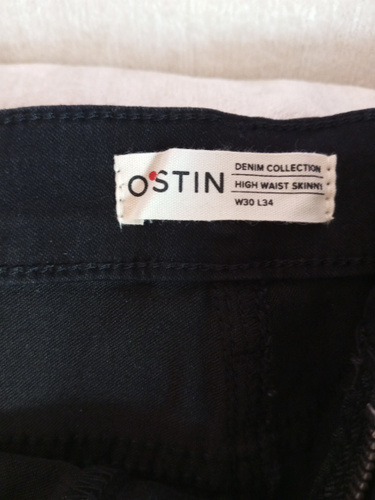 O'STIN
DENIM COLLECTION
HIGH WAIST SKINNY
W30 L34